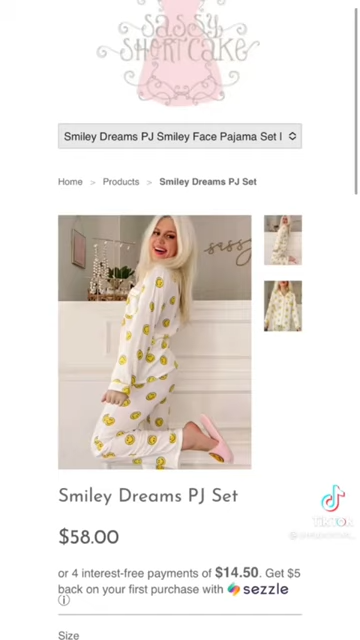 Sassy
Shortcake
Smiley Dreams PJ Smiley Face Pajama Set |
Home > Products > Smiley Dreams PJ Set
sassy
Smiley Dreams PJ Set
$58.00
or 4 interest-free payments of $14.50. Get $5
back on your first purchase with sezzle
Size
TikTok